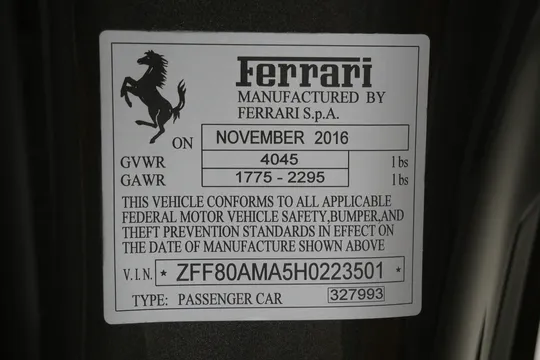 Ferrari
MANUFACTURED BY
FERRARI S.p.A.
ON NOVEMBER 2016
GVWR 4045 lbs
GAWR 1775 - 2295 lbs
THIS VEHICLE CONFORMS TO ALL APPLICABLE
FEDERAL MOTOR VEHICLE SAFETY,BUMPER,AND
THEFT PREVENTION STANDARDS IN EFFECT ON
THE DATE OF MANUFACTURE SHOWN ABOVE
V.I.N. * ZFF80AMA5H0223501 *
TYPE: PASSENGER CAR 327993